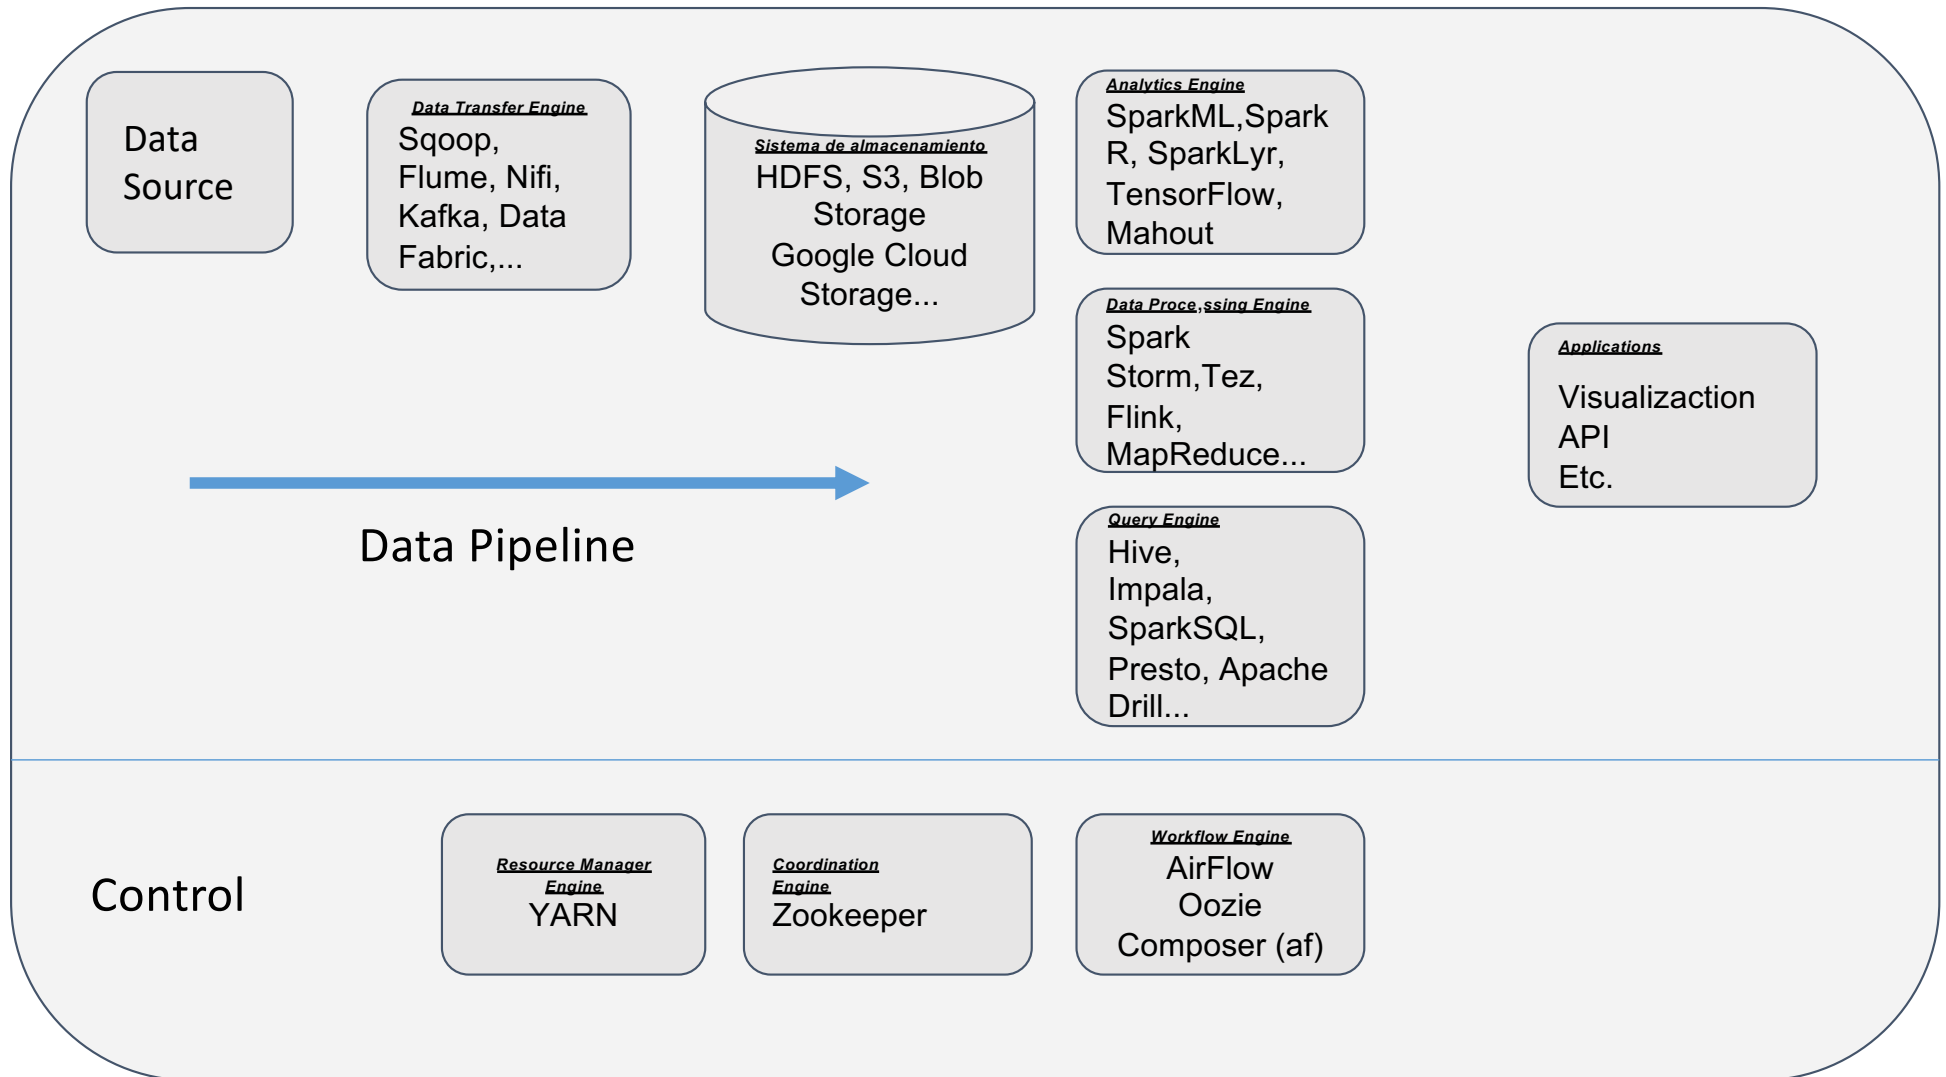 Data
Source
Data Transfer Engine
Sqoop,
Flume, Nifi,
Kafka, Data
Fabric,...
Sistema de almacenamiento
HDFS, S3, Blob
Storage
Google Cloud
Storage...
Analytics Engine
SparkML,Spark
R, SparkLyr,
TensorFlow,
Mahout
Data Proce,ssing Engine
Spark
Storm,Tez,
Flink,
MapReduce...
Query Engine
Hive,
Impala,
SparkSQL,
Presto, Apache
Drill...
Applications
Visualizaction
API
Etc.
Data Pipeline
Control
Resource Manager
Engine
YARN
Coordination
Engine
Zookeeper
Workflow Engine
AirFlow
Oozie
Composer (af)